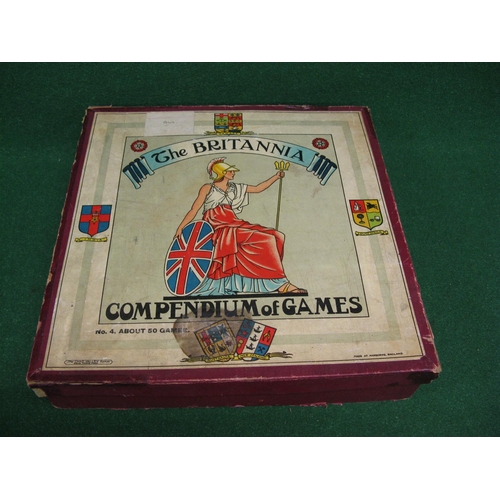 The BRITANNIA
COMPENDIUM of GAMES
No. 4. ABOUT 50 GAMES.